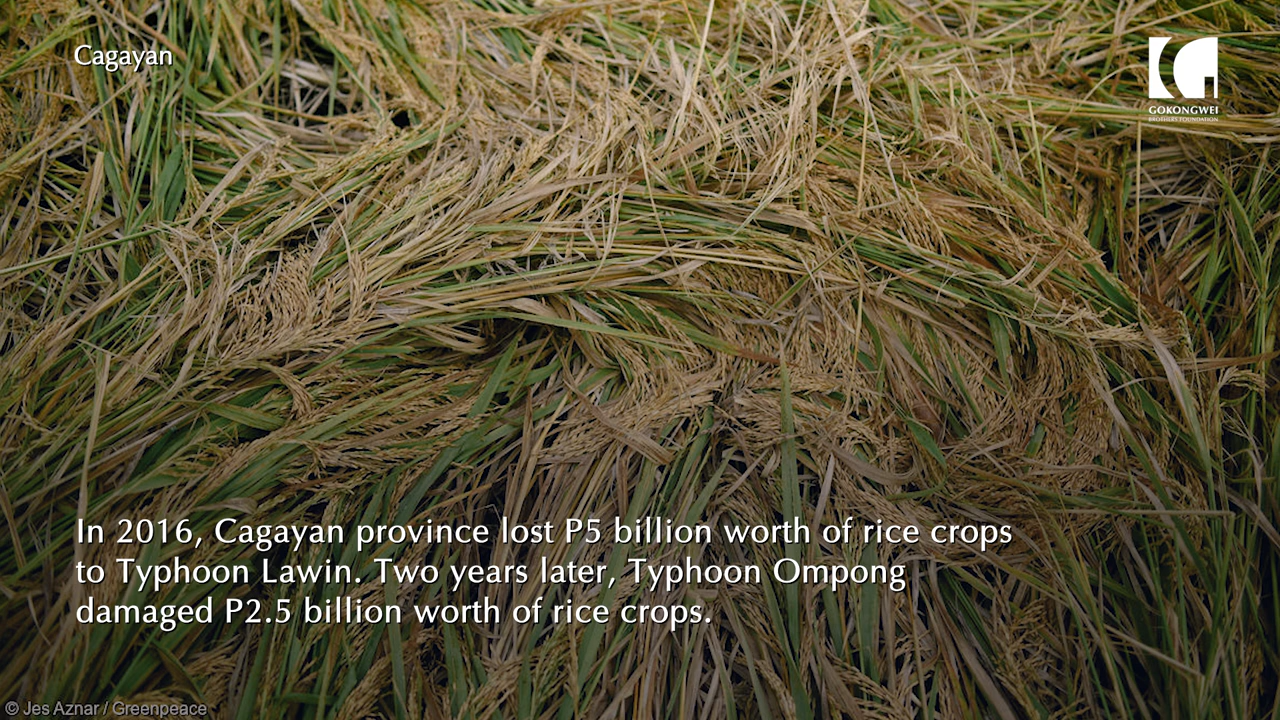 Cagayan
GOKONGWEI
BROTHERS FOUNDATION
In 2016, Cagayan province lost P5 billion worth of rice crops
to Typhoon Lawin. Two years later, Typhoon Ompong
damaged P2.5 billion worth of rice crops.
© Jes Aznar / Greenpeace